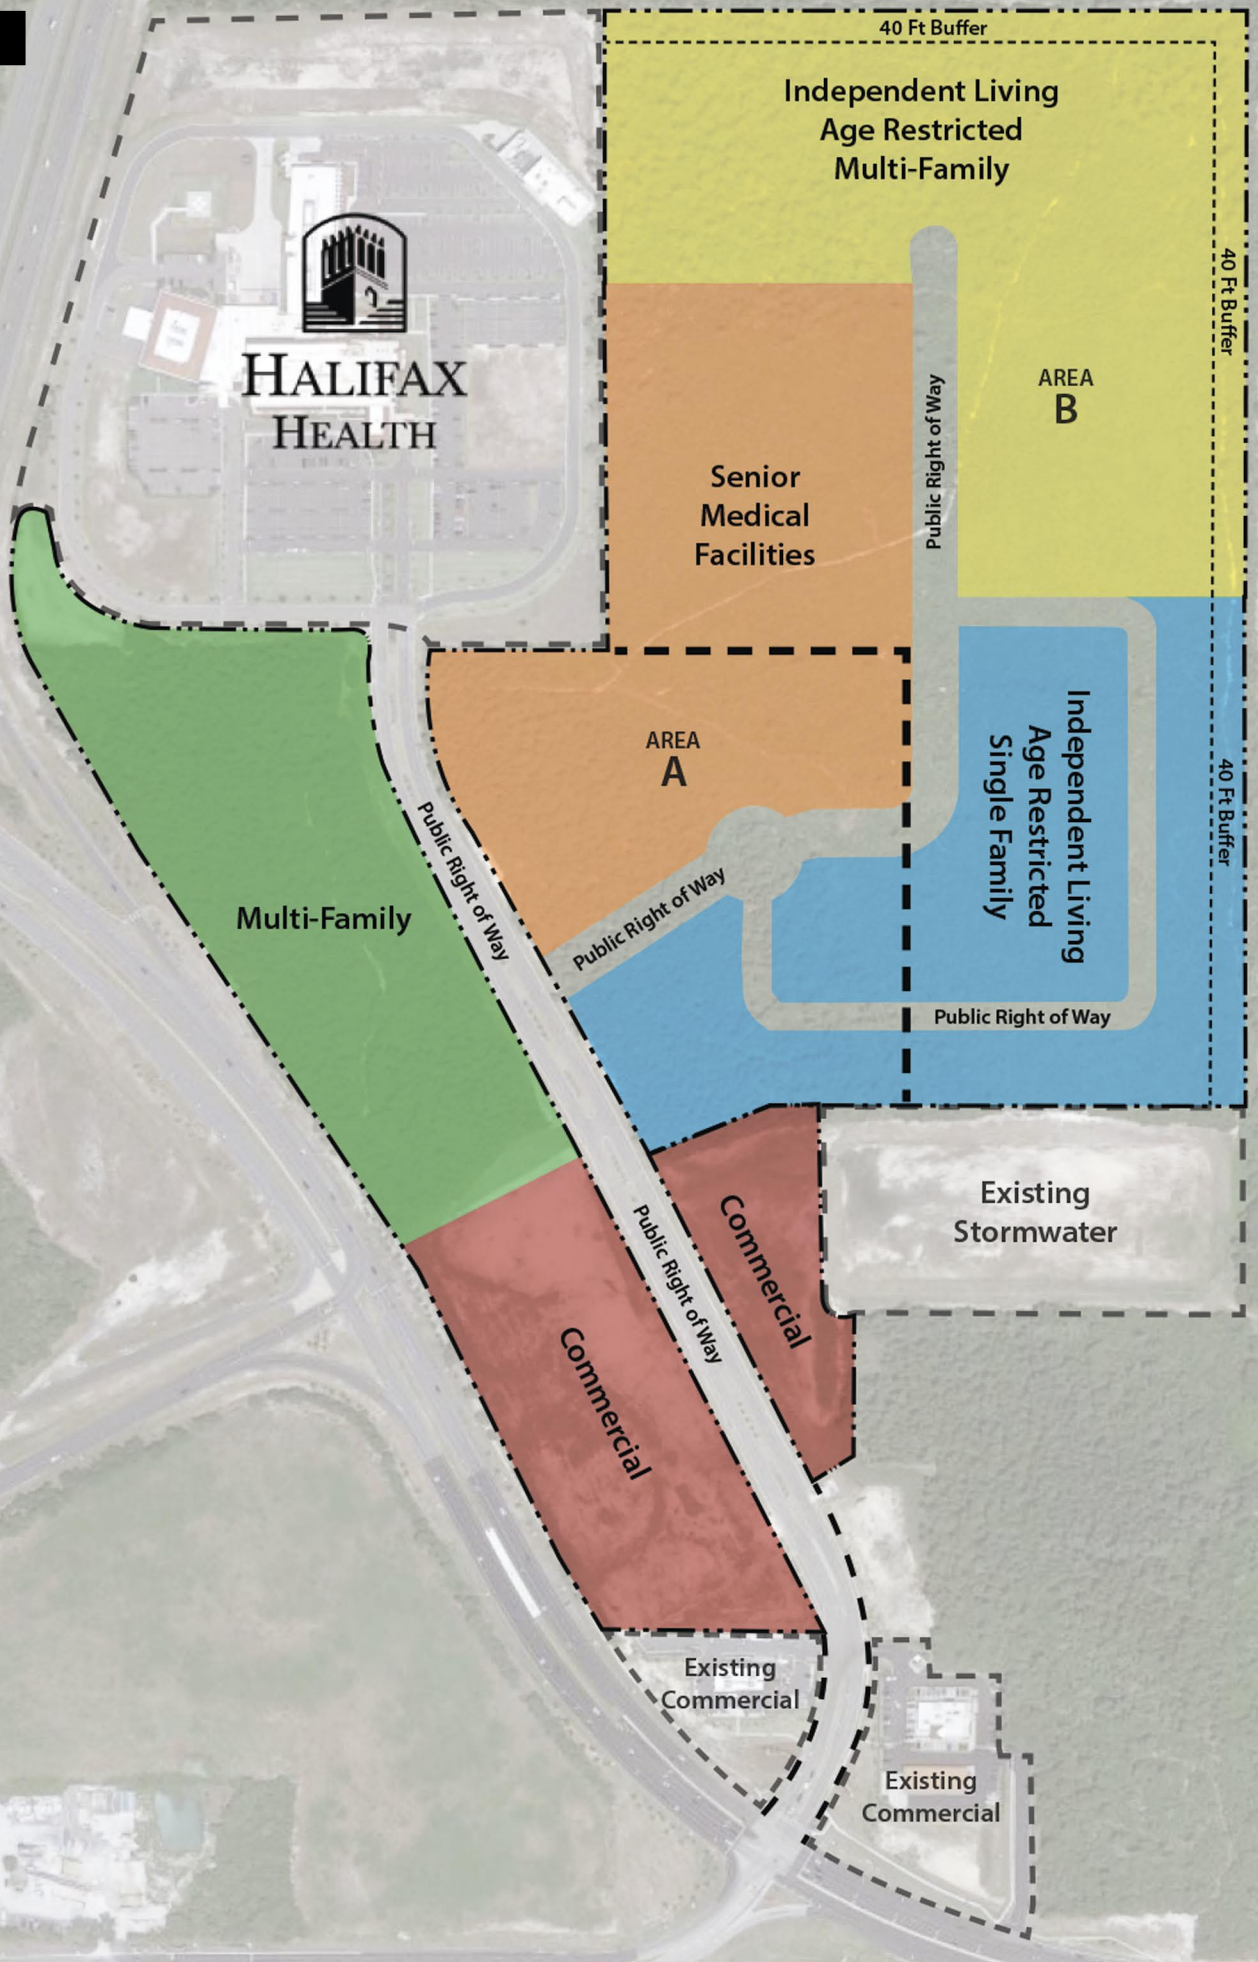 40 Ft Buffer
Independent Living
Age Restricted
Multi-Family
40 Ft Buffer
HALIFAX
HEALTH
AREA
B
Public Right of Way
Senior
Medical
Facilities
AREA
A
Independent Living
Age Restricted
Single Family
40 Ft Buffer
Public Right of Way
Public Right of Way
Multi-Family
Public Right of Way
Existing
Stormwater
Commercial
Public Right of Way
Commercial
Existing
Commercial
Existing
Commercial